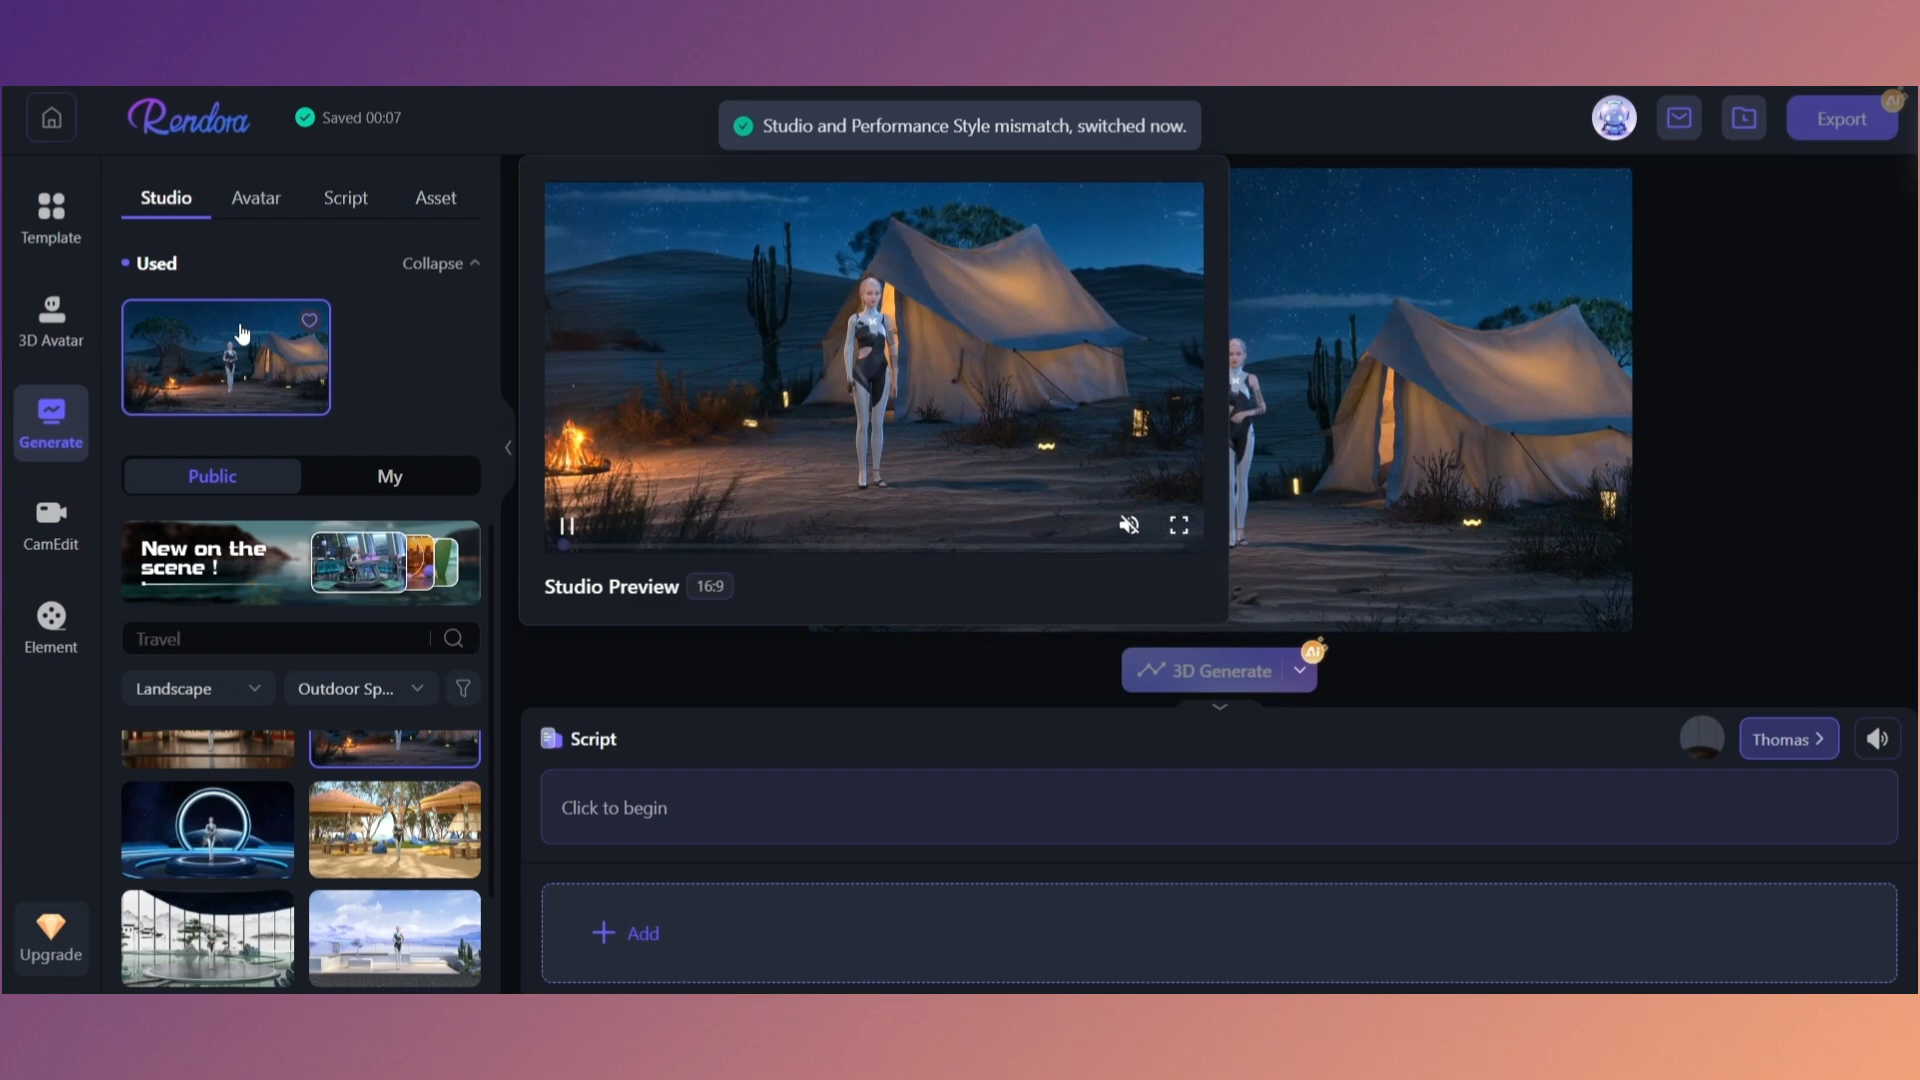 Rendora
Saved 00:07
Studio and Performance Style mismatch, switched now.
Export
AI
Template
3D Avatar
Generate
CamEdit
Element
Upgrade
Studio
Avatar
Script
Asset
Used
Collapse
Public
My
New on the
scene !
Travel
Landscape
Outdoor Sp...
Studio Preview
16:9
3D Generate
AI
Script
Thomas
Click to begin
Add